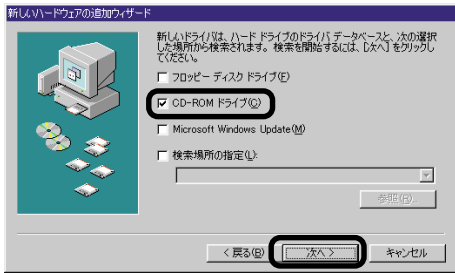 新しいハードウェアの追加ウィザード
新しいドライバは、ハード ドライブのドライバ データベースと、次の選択
した場所から検索されます。検索を開始するには、[次へ] をクリックし
てください。
フロッピー ディスク ドライブ(F)
CD-ROM ドライブ(C)
Microsoft Windows Update(M)
検索場所の指定(L):
参照(R)...
< 戻る(B)
次へ >
キャンセル